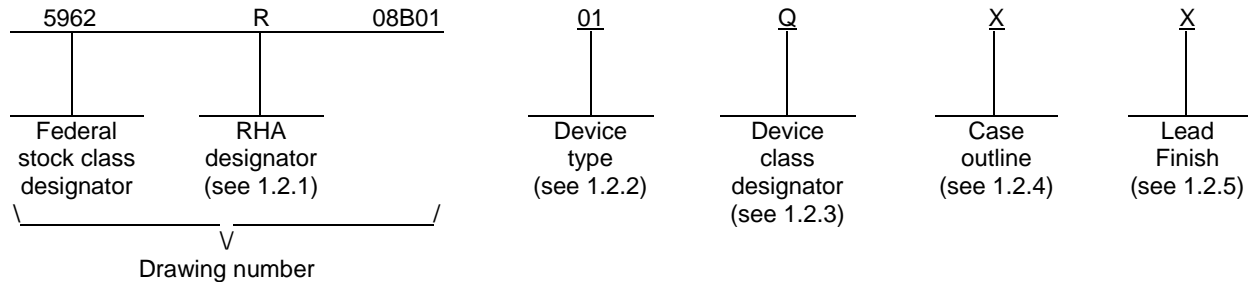 5962 R 08B01 01 Q X X
Federal stock class designator
RHA designator (see 1.2.1)
Device type (see 1.2.2)
Device class designator (see 1.2.3)
Case outline (see 1.2.4)
Lead Finish (see 1.2.5)
Drawing number